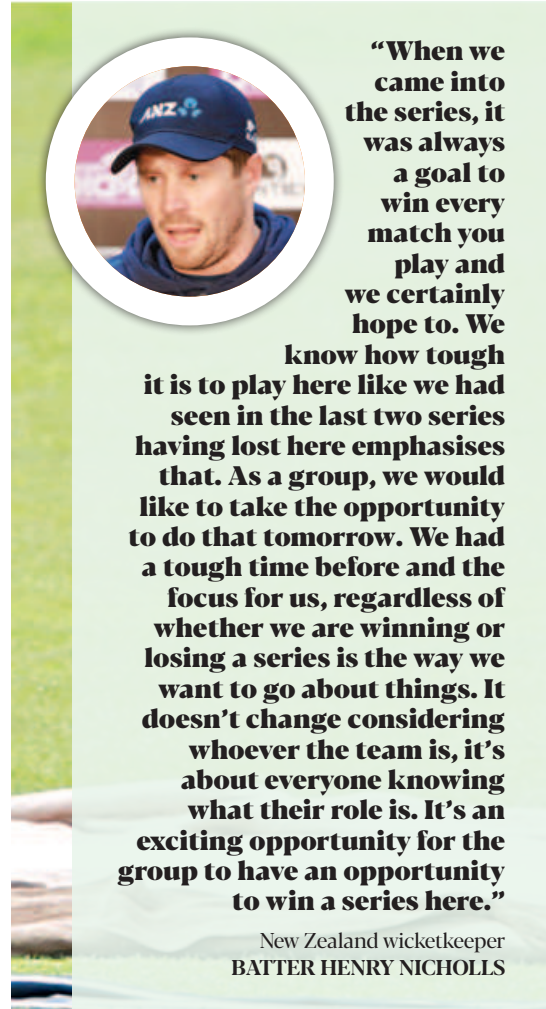 ANZ
“When we
came into
the series, it
was always
a goal to
win every
match you
play and
we certainly
hope to. We
know how tough
it is to play here like we had
seen in the last two series
having lost here emphasises
that. As a group, we would
like to take the opportunity
to do that tomorrow. We had
a tough time before and the
focus for us, regardless of
whether we are winning or
losing a series is the way we
want to go about things. It
doesn’t change considering
whoever the team is, it’s
about everyone knowing
what their role is. It’s an
exciting opportunity for the
group to have an opportunity
to win a series here.”
New Zealand wicketkeeper
BATTER HENRY NICHOLLS